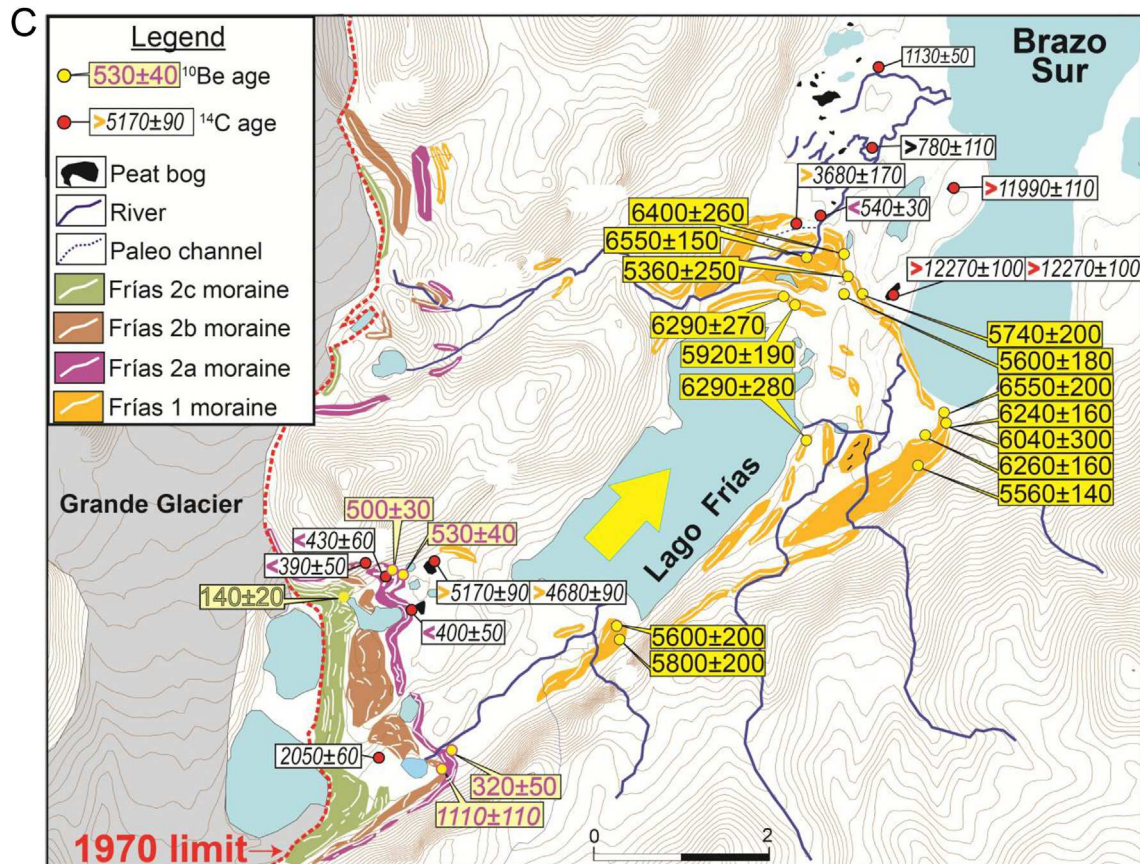 C
Legend
530±40 ¹⁰Be age
>5170±90 ¹⁴C age
Peat bog
River
Paleo channel
Frías 2c moraine
Frías 2b moraine
Frías 2a moraine
Frías 1 moraine
Brazo
Sur
1130±50
>780±110
>3680±170
>11990±110
<540±30
6400±260
6550±150
5360±250
>12270±100 >12270±100
6290±270
5920±190
6290±280
5740±200
5600±180
6550±200
6240±160
6040±300
6260±160
5560±140
Grande Glacier
Lago Frías
500±30
530±40
<430±60
<390±50
140±20
>5170±90 >4680±90
<400±50
5600±200
5800±200
2050±60
320±50
1110±110
0 2
1970 limit→